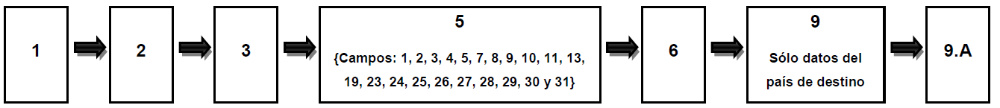 1
2
3
5
{Campos: 1, 2, 3, 4, 5, 7, 8, 9, 10, 11, 13,
19, 23, 24, 25, 26, 27, 28, 29, 30 y 31}
6
9
Sólo datos del
país de destino
9.A